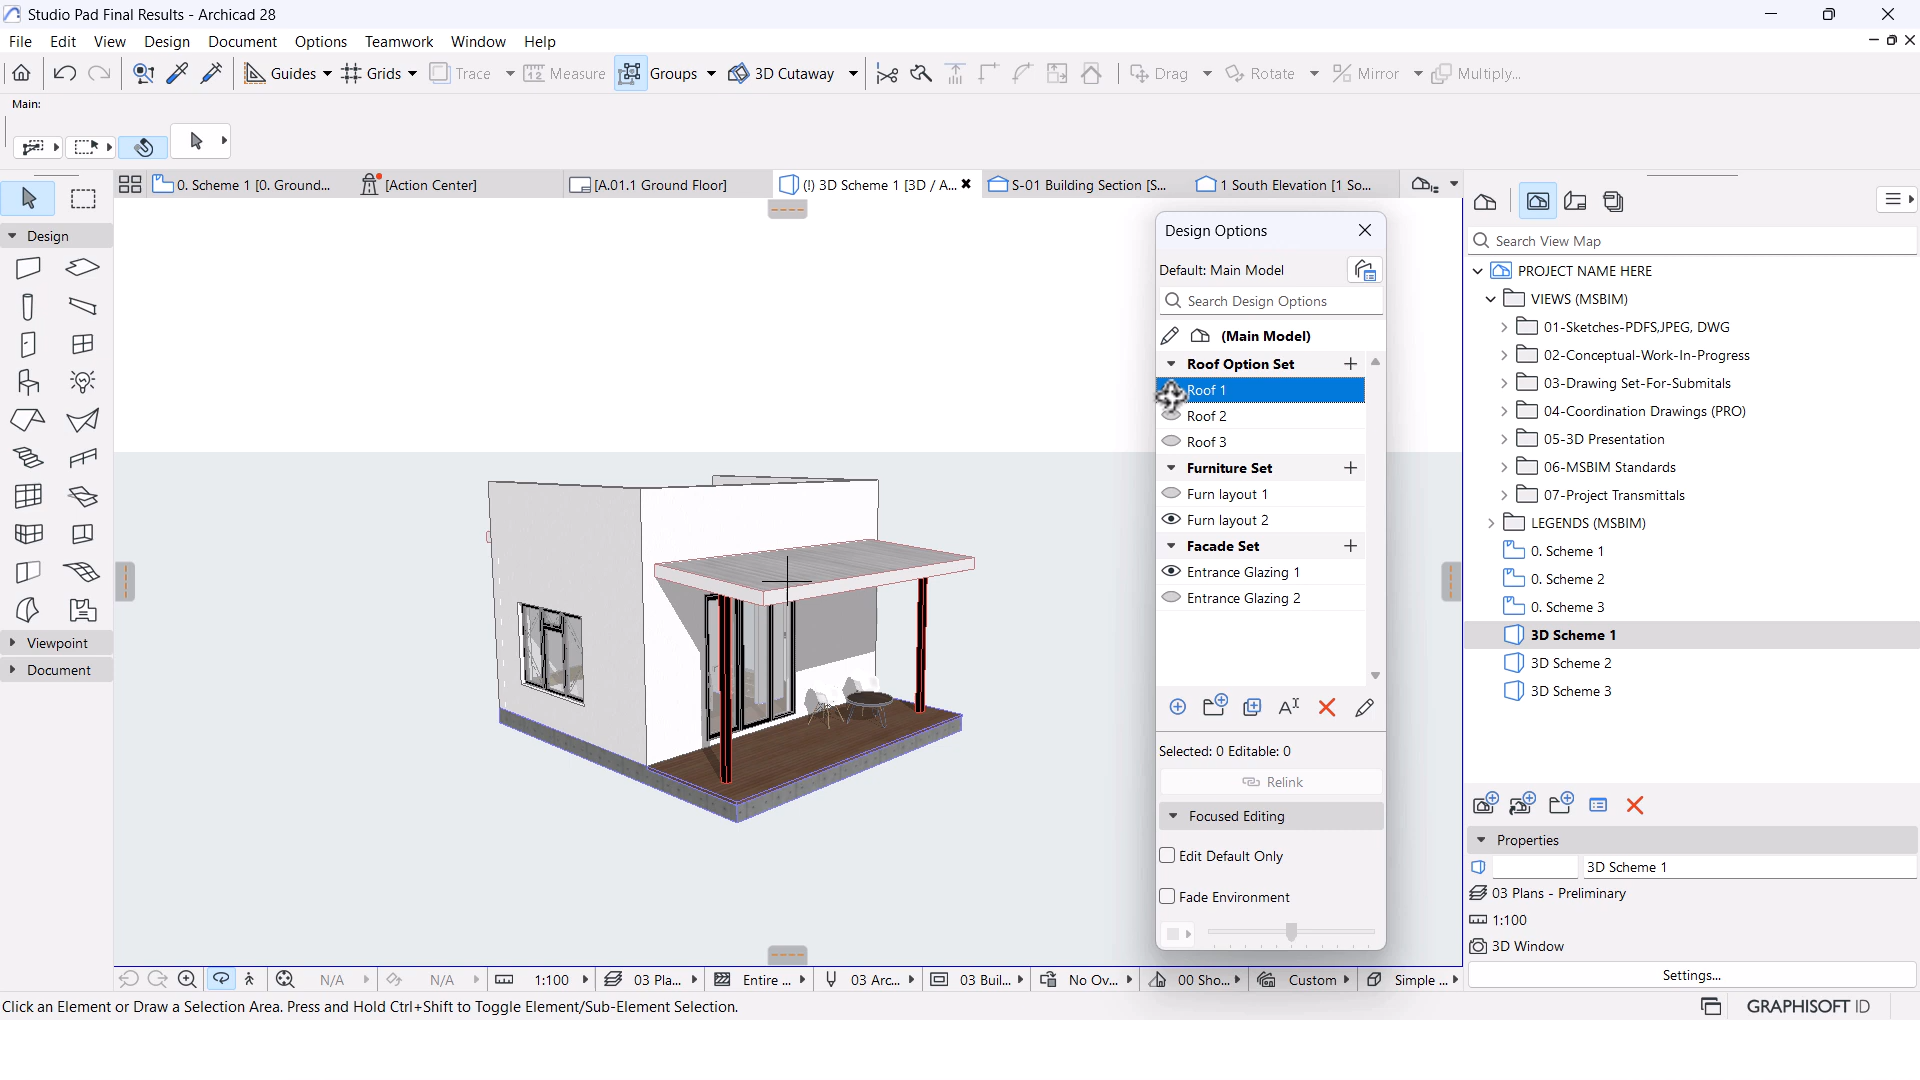 Studio Pad Final Results - Archicad 28
File Edit View Design Document Options Teamwork Window Help
Guides Grids Trace Measure Groups 3D Cutaway Drag Rotate Mirror Multiply...
Main:
0. Scheme 1 [0. Ground... [Action Center] [A.01.1 Ground Floor] (!) 3D Scheme 1 [3D / A... S-01 Building Section [S... 1 South Elevation [1 So...
Design
Viewpoint
Document
Design Options
Default: Main Model
Search Design Options
(Main Model)
Roof Option Set
Roof 1
Roof 2
Roof 3
Furniture Set
Furn layout 1
Furn layout 2
Facade Set
Entrance Glazing 1
Entrance Glazing 2
Selected: 0 Editable: 0
Relink
Focused Editing
Edit Default Only
Fade Environment
Search View Map
PROJECT NAME HERE
VIEWS (MSBIM)
01-Sketches-PDFS,JPEG, DWG
02-Conceptual-Work-In-Progress
03-Drawing Set-For-Submitals
04-Coordination Drawings (PRO)
05-3D Presentation
06-MSBIM Standards
07-Project Transmittals
LEGENDS (MSBIM)
0. Scheme 1
0. Scheme 2
0. Scheme 3
3D Scheme 1
3D Scheme 2
3D Scheme 3
Properties
3D Scheme 1
03 Plans - Preliminary
1:100
3D Window
Settings...
N/A N/A 1:100 03 Pla... Entire ... 03 Arc... 03 Buil... No Ov... 00 Sho... Custom Simple ...
Click an Element or Draw a Selection Area. Press and Hold Ctrl+Shift to Toggle Element/Sub-Element Selection.
GRAPHISOFT ID